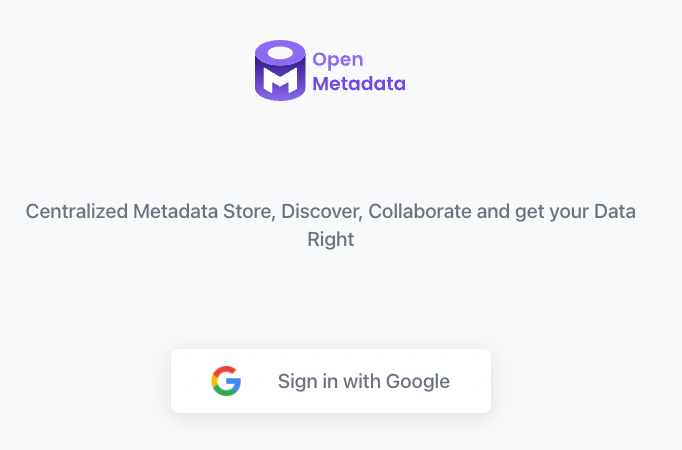 Open
Metadata
Centralized Metadata Store, Discover, Collaborate and get your Data
Right
Sign in with Google